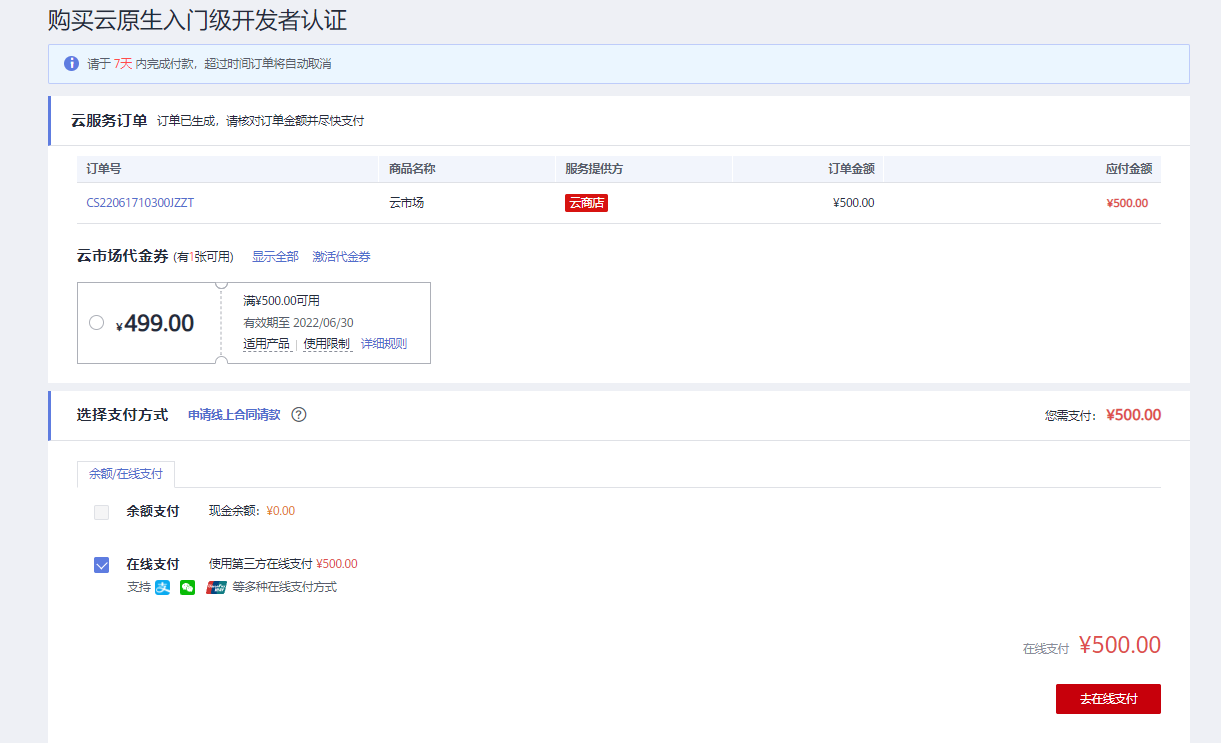 购买云原生入门级开发者认证
请于 7天 内完成付款，超过时间订单将自动取消
云服务订单 订单已生成，请核对订单金额并尽快支付
订单号 商品名称 服务提供方 订单金额 应付金额
CS22061710300JZZT 云市场 云商店 ¥500.00 ¥500.00
云市场代金券 (有1张可用) 显示全部 激活代金券
¥499.00
满¥500.00可用
有效期至 2022/06/30
适用产品 | 使用限制 详细规则
选择支付方式 申请线上合同请款 ? 您需支付： ¥500.00
余额/在线支付
余额支付 现金余额： ¥0.00
在线支付 使用第三方在线支付 ¥500.00
支持 等多种在线支付方式
在线支付 ¥500.00
去在线支付